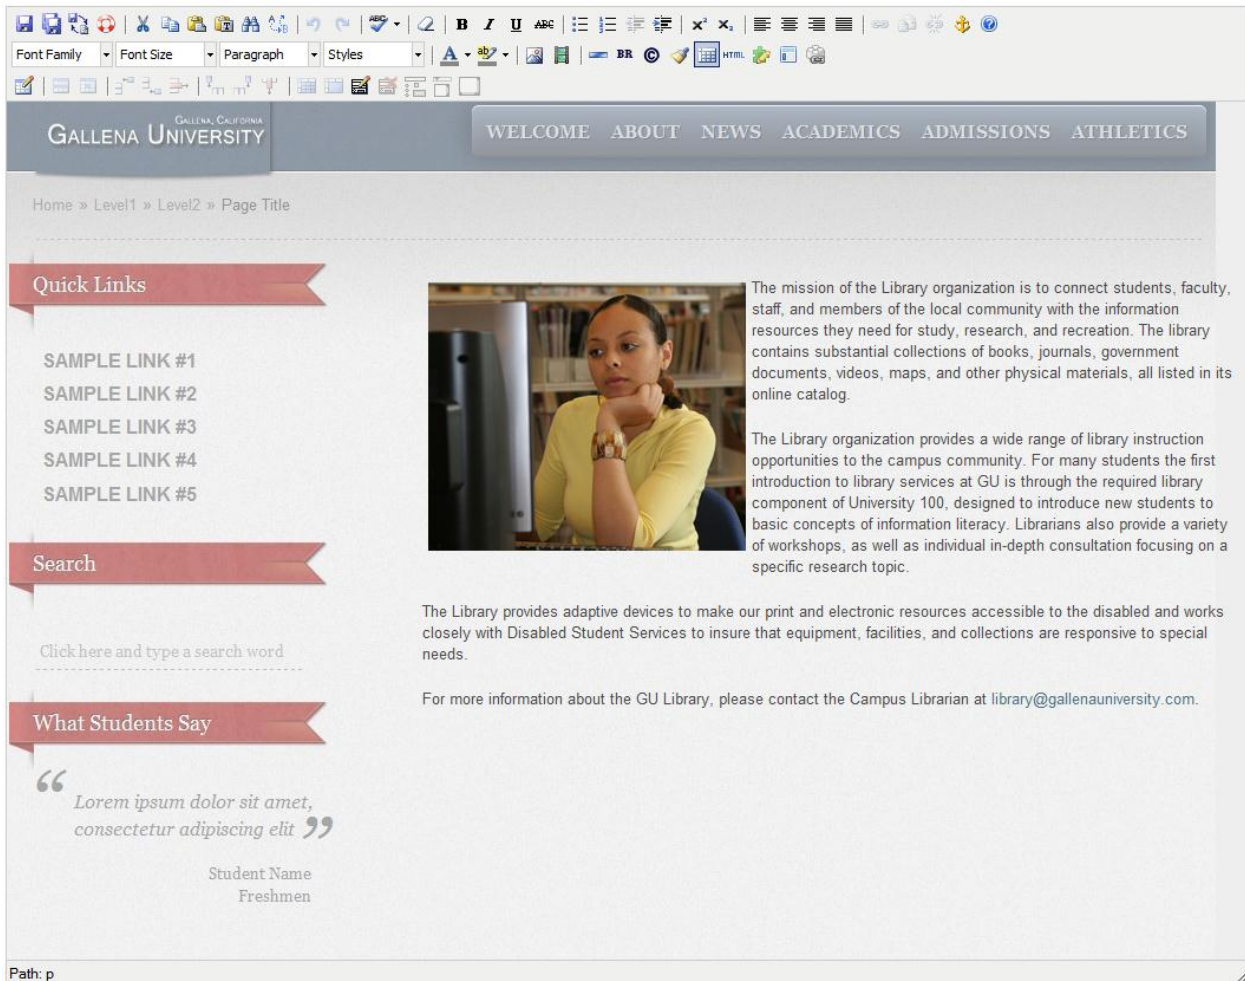 ABC
B I U ABC x² x₂
Font Family Font Size Paragraph Styles A ab BR © HTML
GALLENA, CALIFORNIA
GALLENA UNIVERSITY
WELCOME ABOUT NEWS ACADEMICS ADMISSIONS ATHLETICS
Home » Level1 » Level2 » Page Title
Quick Links
SAMPLE LINK #1
SAMPLE LINK #2
SAMPLE LINK #3
SAMPLE LINK #4
SAMPLE LINK #5
Search
Click here and type a search word
What Students Say
“ Lorem ipsum dolor sit amet,
consectetur adipiscing elit ”
Student Name
Freshmen
The mission of the Library organization is to connect students, faculty,
staff, and members of the local community with the information
resources they need for study, research, and recreation. The library
contains substantial collections of books, journals, government
documents, videos, maps, and other physical materials, all listed in its
online catalog.
The Library organization provides a wide range of library instruction
opportunities to the campus community. For many students the first
introduction to library services at GU is through the required library
component of University 100, designed to introduce new students to
basic concepts of information literacy. Librarians also provide a variety
of workshops, as well as individual in-depth consultation focusing on a
specific research topic.
The Library provides adaptive devices to make our print and electronic resources accessible to the disabled and works
closely with Disabled Student Services to insure that equipment, facilities, and collections are responsive to special
needs.
For more information about the GU Library, please contact the Campus Librarian at library@gallenauniversity.com.
Path: p